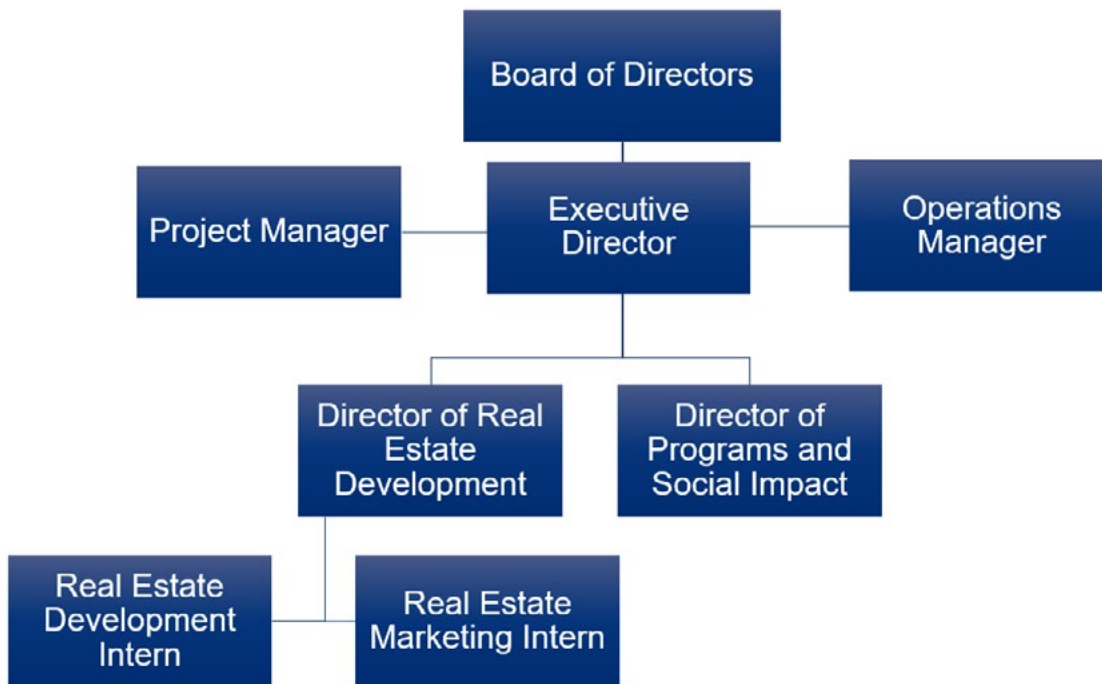 Board of Directors
Project Manager
Executive
Director
Operations
Manager
Director of Real
Estate
Development
Director of
Programs and
Social Impact
Real Estate
Development
Intern
Real Estate
Marketing Intern